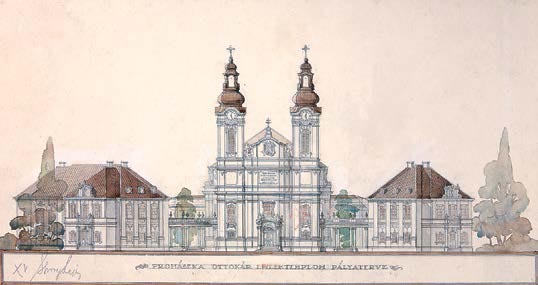 PROHÁSZKA OTTOKÁR EMLÉKTEMPLOM PÁLYATERVE
XV.